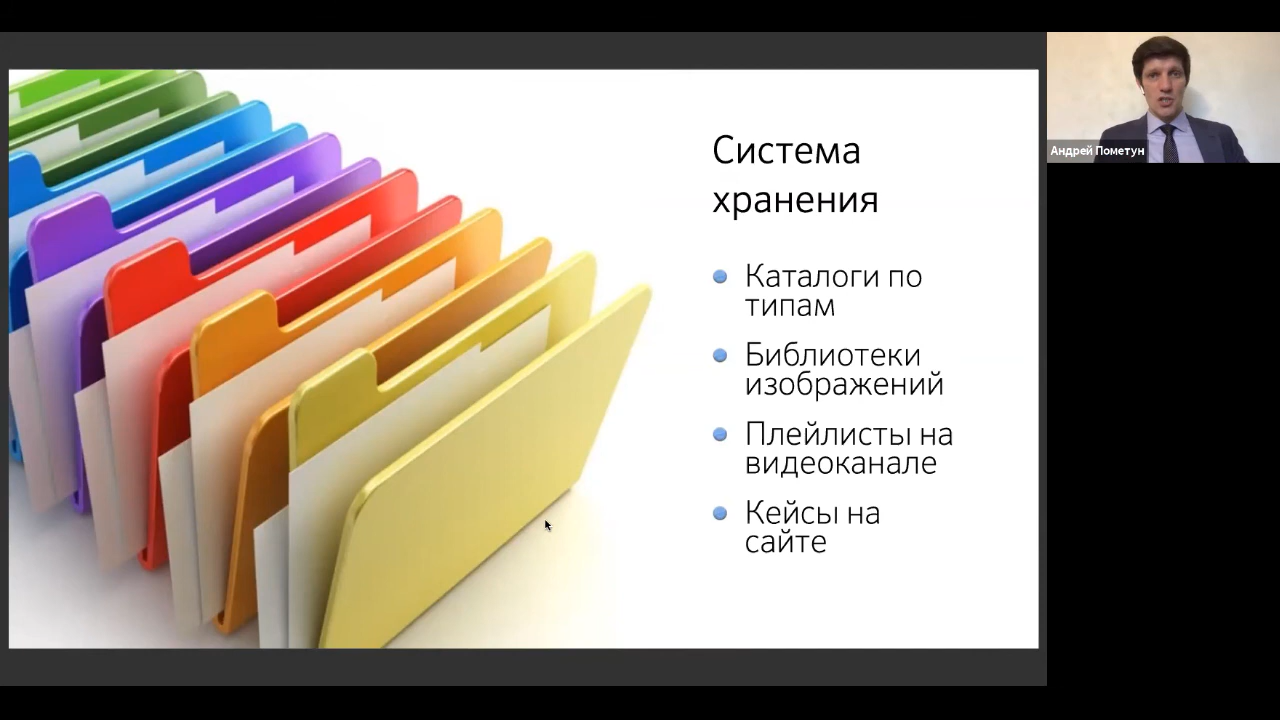 Система
хранения
Каталоги по
типам
Библиотеки
изображений
Плейлисты на
видеоканале
Кейсы на
сайте
Андрей Пометун